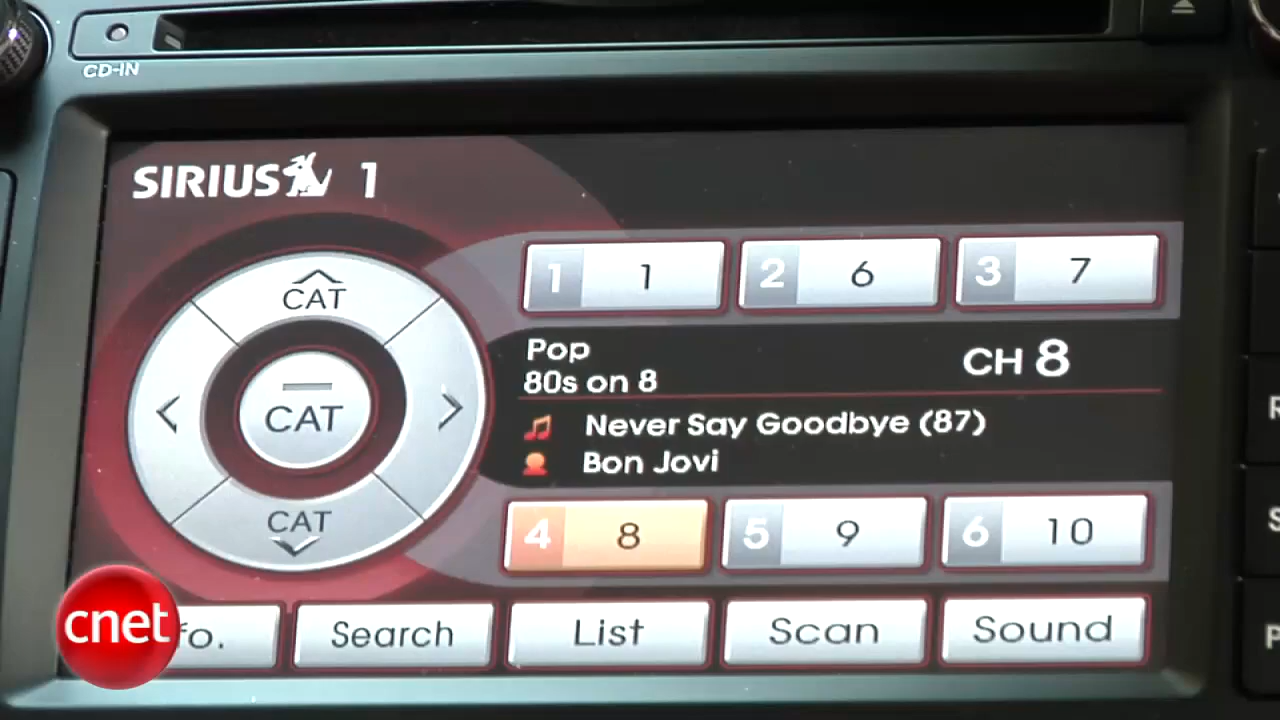 CD-IN
SIRIUS 1
CAT
CAT
CAT
1 1
2 6
3 7
Pop
80s on 8
CH 8
Never Say Goodbye (87)
Bon Jovi
4 8
5 9
6 10
cnet
fo.
Search
List
Scan
Sound
R
S
P